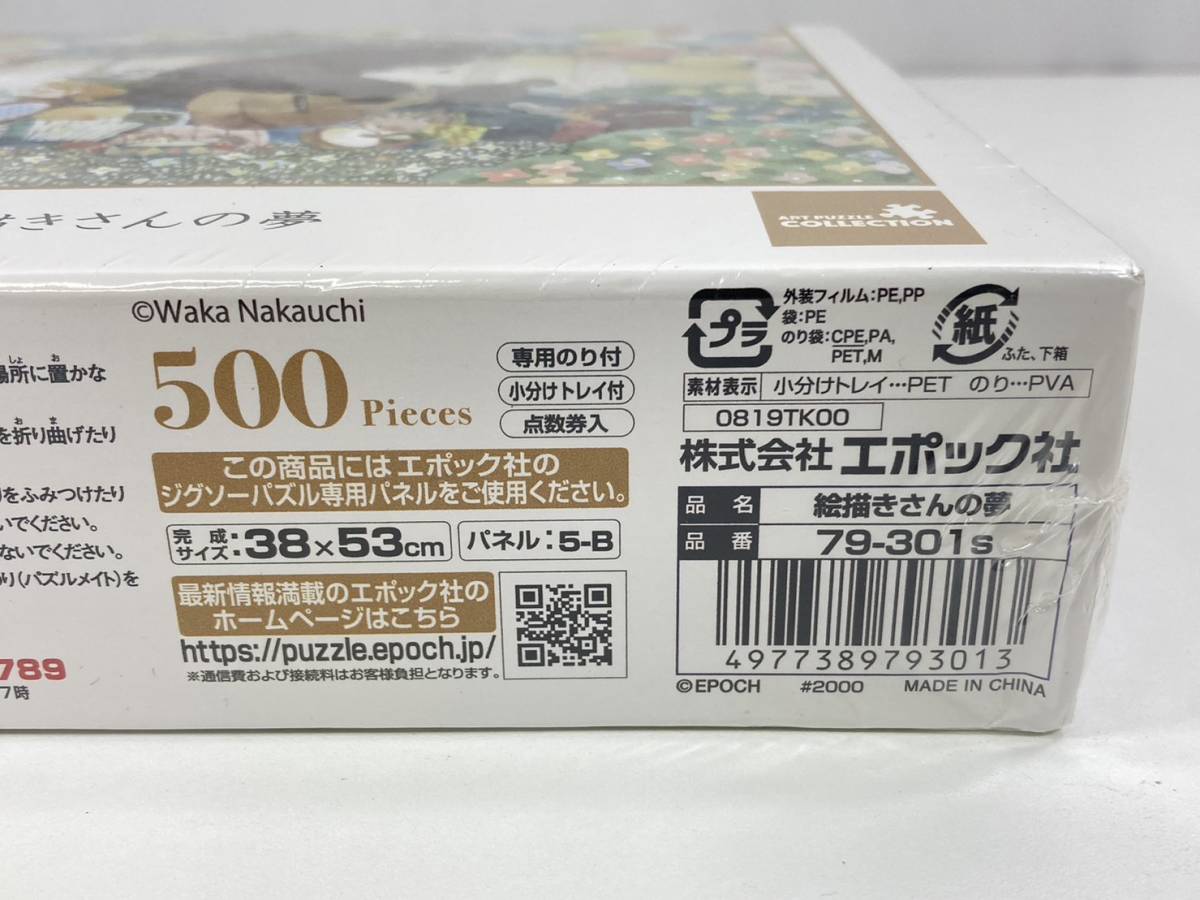 きさんの夢
ART PUZZLE
COLLECTION
©Waka Nakauchi
場所に置かな
しょ お
を折り曲げたり
お ま
をふみつけたり
いでください。
ないでください。
り(パズルメイト)を
789
7時
500 Pieces
専用のり付
小分けトレイ付
点数券入
この商品にはエポック社の
ジグソーパズル専用パネルをご使用ください。
完成サイズ:38×53cm
パネル:5-B
最新情報満載のエポック社の
ホームページはこちら
https://puzzle.epoch.jp/
※通信費および接続料はお客様負担となります。
プラ
外装フィルム:PE,PP
袋:PE
のり袋:CPE,PA,
PET,M
紙
ふた、下箱
素材表示 小分けトレイ…PET のり…PVA
0819TK00
株式会社 エポック社
品名 絵描きさんの夢
品番 79-301s
4977389793013
©EPOCH #2000 MADE IN CHINA